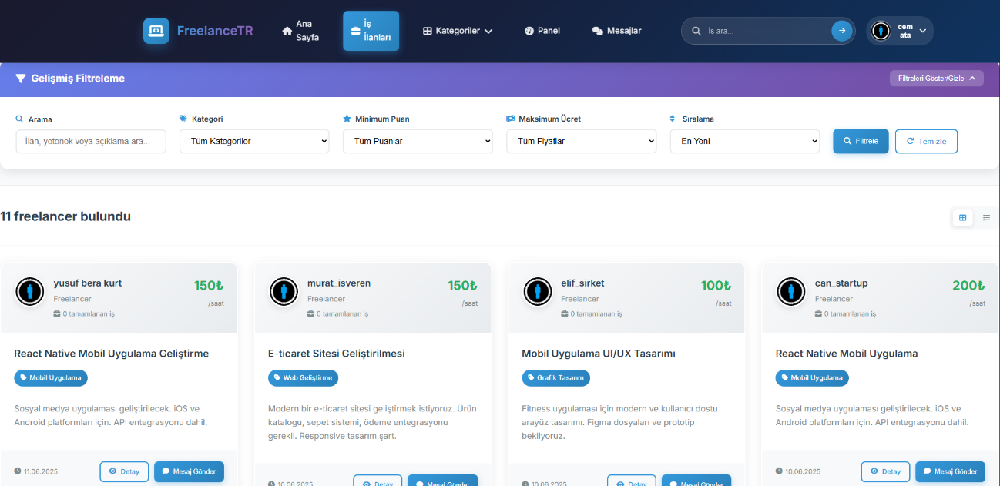 FreelanceTR
Ana Sayfa
İş İlanları
Kategoriler
Panel
Mesajlar
iş ara...
cem ata
Gelişmiş Filtreleme
Filtreleri Göster/Gizle
Arama
Kategori
Minimum Puan
Maksimum Ücret
Sıralama
İlan, yetenek veya açıklama ara...
Tüm Kategoriler
Tüm Puanlar
Tüm Fiyatlar
En Yeni
Filtrele
Temizle
11 freelancer bulundu
yusuf bera kurt
Freelancer
0 tamamlanan iş
150₺
/saat
React Native Mobil Uygulama Geliştirme
Mobil Uygulama
Sosyal medya uygulaması geliştirilecek. iOS ve
Android platformları için. API entegrasyonu dahil.
11.06.2025
Detay
Mesaj Gönder
murat_isveren
Freelancer
0 tamamlanan iş
150₺
/saat
E-ticaret Sitesi Geliştirilmesi
Web Geliştirme
Modern bir e-ticaret sitesi geliştirmek istiyoruz. Ürün
katalogu, sepet sistemi, ödeme entegrasyonu
gerekli. Responsive tasarım şart.
10.06.2025
Detay
Mesaj Gönder
elif_sirket
Freelancer
0 tamamlanan iş
100₺
/saat
Mobil Uygulama UI/UX Tasarımı
Grafik Tasarım
Fitness uygulaması için modern ve kullanıcı dostu
arayüz tasarımı. Figma dosyaları ve prototip
bekliyoruz.
10.06.2025
Detay
Mesaj Gönder
can_startup
Freelancer
0 tamamlanan iş
200₺
/saat
React Native Mobil Uygulama
Mobil Uygulama
Sosyal medya uygulaması geliştirilecek. iOS ve
Android platformları için. API entegrasyonu dahil.
10.06.2025
Detay
Mesaj Gönder